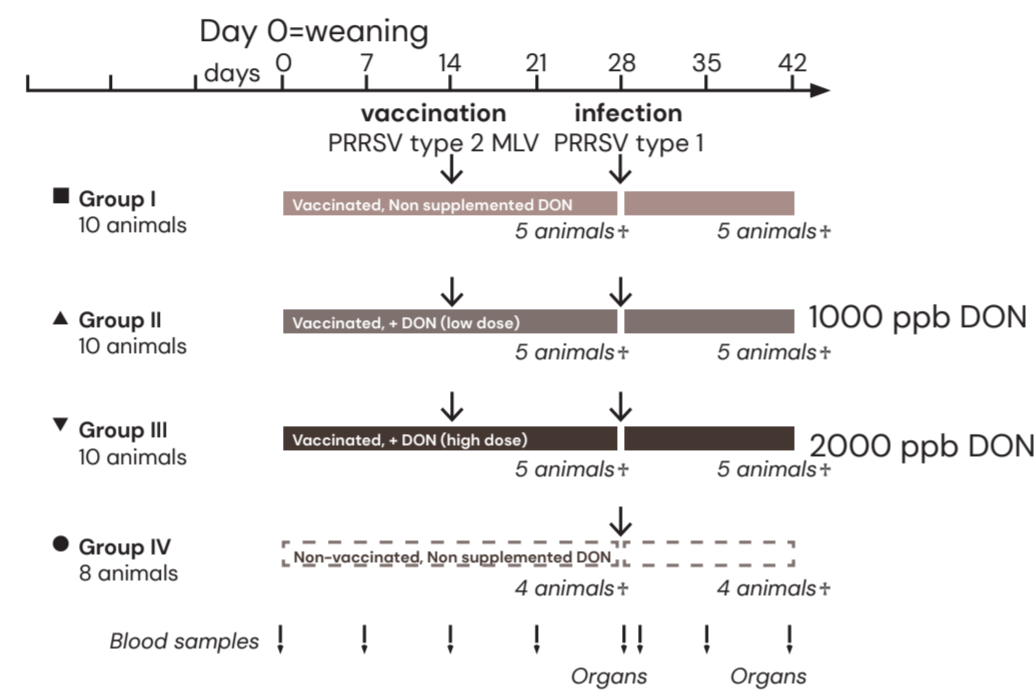 Day 0=weaning
days 0 7 14 21 28 35 42
vaccination infection
PRRSV type 2 MLV PRRSV type 1
Group I
10 animals
Vaccinated, Non supplemented DON
5 animals† 5 animals†
Group II
10 animals
Vaccinated, + DON (low dose)
1000 ppb DON
5 animals† 5 animals†
Group III
10 animals
Vaccinated, + DON (high dose)
2000 ppb DON
5 animals† 5 animals†
Group IV
8 animals
Non-vaccinated, Non supplemented DON
4 animals† 4 animals†
Blood samples
Organs Organs